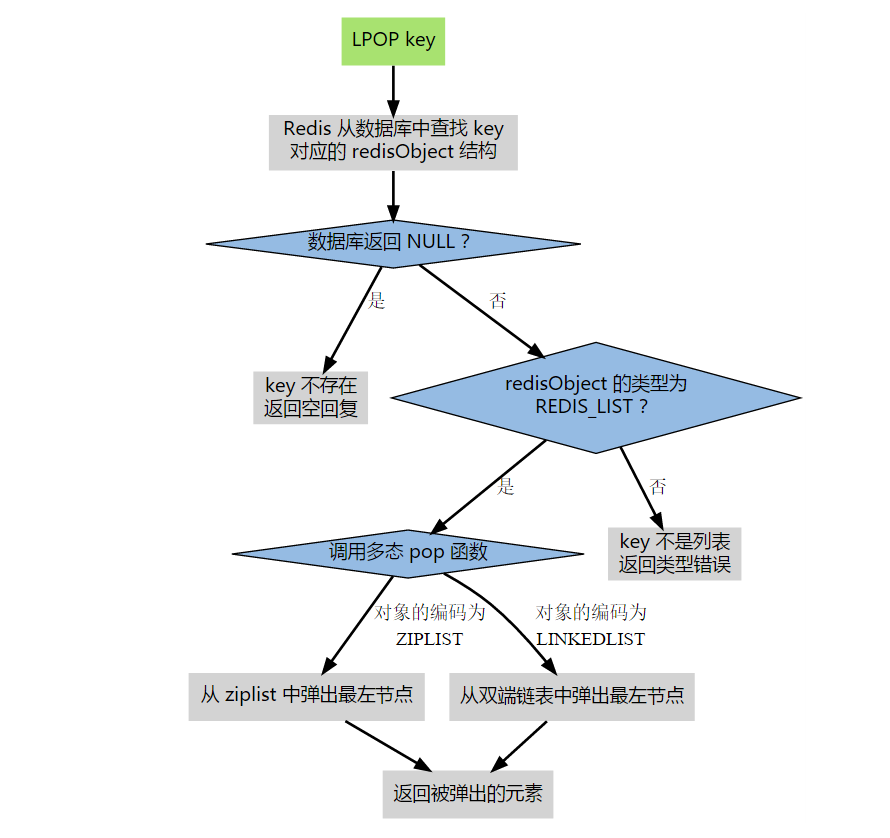 LPOP key
Redis 从数据库中查找 key
对应的 redisObject 结构
数据库返回 NULL ?
是
否
key 不存在
返回空回复
redisObject 的类型为
REDIS_LIST ?
是
否
key 不是列表
返回类型错误
调用多态 pop 函数
对象的编码为
ZIPLIST
对象的编码为
LINKEDLIST
从 ziplist 中弹出最左节点
从双端链表中弹出最左节点
返回被弹出的元素